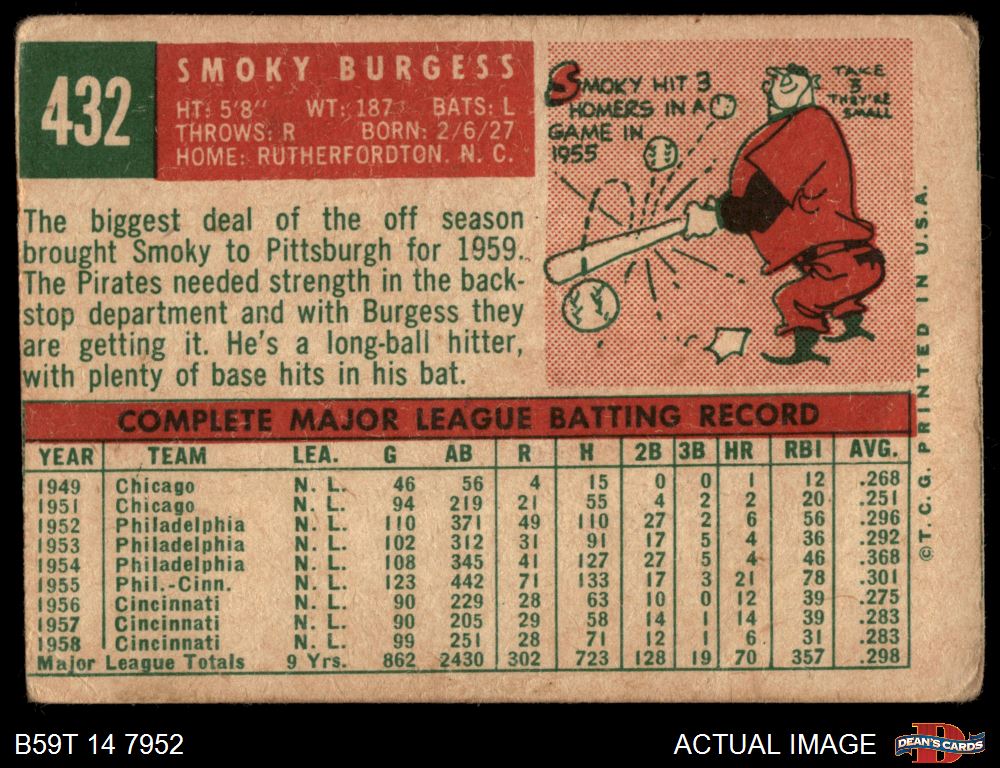 432
SMOKY BURGESS
HT: 5'8" WT: 187 BATS: L
THROWS: R BORN: 2/6/27
HOME: RUTHERFORDTON, N. C.
SMOKY HIT 3
HOMERS IN A
GAME IN
1955
TAKE
5
THEY'RE
SMALL
The biggest deal of the off season
brought Smoky to Pittsburgh for 1959.
The Pirates needed strength in the back-
stop department and with Burgess they
are getting it. He's a long-ball hitter,
with plenty of base hits in his bat.
COMPLETE MAJOR LEAGUE BATTING RECORD
YEAR TEAM LEA. G AB R H 2B 3B HR RBI AVG.
1949 Chicago N. L. 46 56 4 15 0 0 1 12 .268
1951 Chicago N. L. 94 219 21 55 4 2 2 20 .251
1952 Philadelphia N. L. 110 371 49 110 27 2 6 56 .296
1953 Philadelphia N. L. 102 312 31 91 17 5 4 36 .292
1954 Philadelphia N. L. 108 345 41 127 27 5 4 46 .368
1955 Phil.-Cinn. N. L. 123 442 71 133 17 3 21 78 .301
1956 Cincinnati N. L. 90 229 28 63 10 0 12 39 .275
1957 Cincinnati N. L. 90 205 29 58 14 1 14 39 .283
1958 Cincinnati N. L. 99 251 28 71 12 1 6 31 .283
Major League Totals 9 Yrs. 862 2430 302 723 128 19 70 357 .298
©T. C. G. PRINTED IN U.S.A.
B59T 14 7952
ACTUAL IMAGE
DEAN'S CARDS